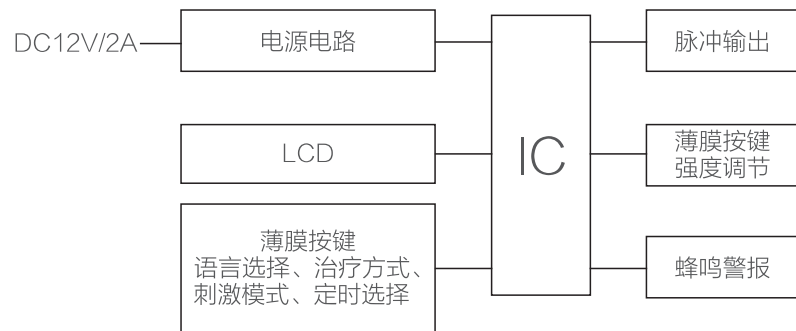 DC12V/2A
电源电路
脉冲输出
LCD
IC
薄膜按键
强度调节
薄膜按键
语言选择、治疗方式、
刺激模式、定时选择
蜂鸣警报